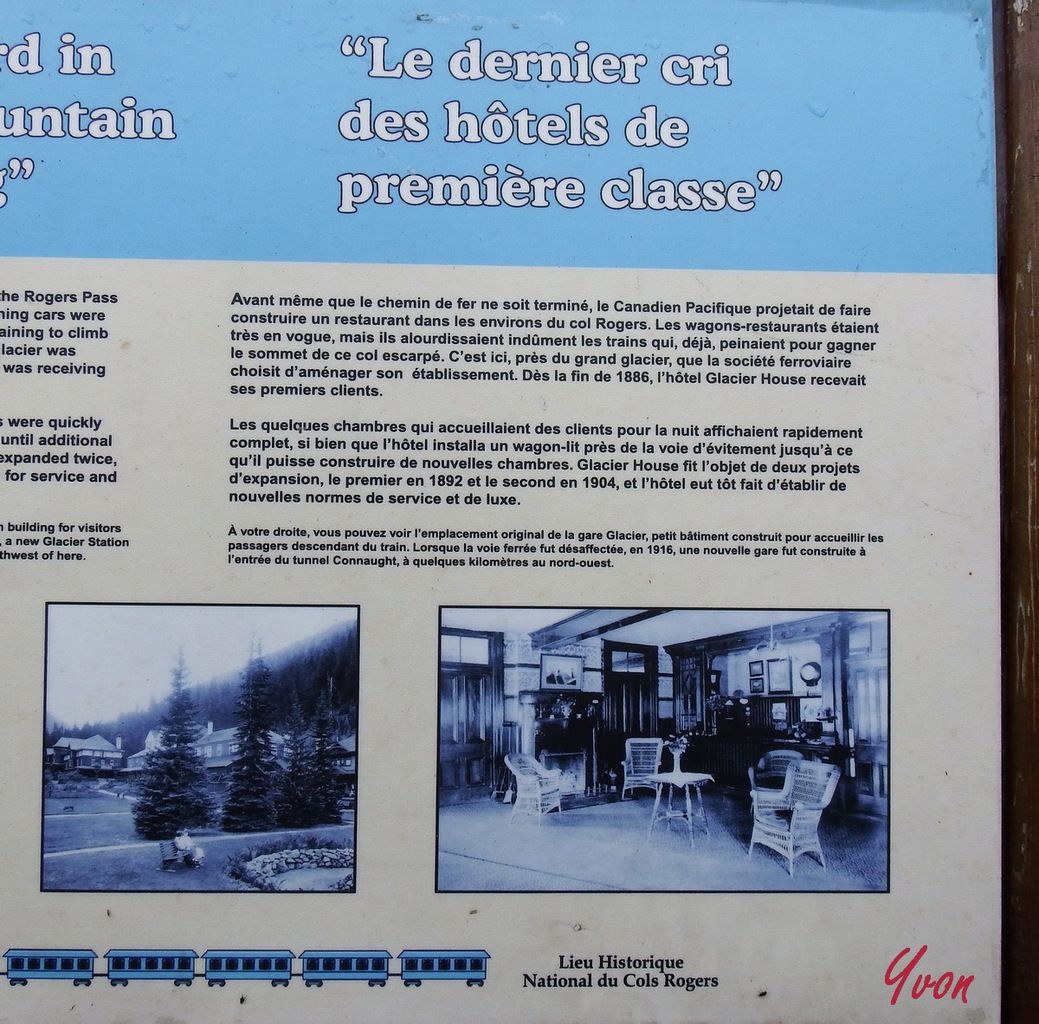 rd in
untain
g”
“Le dernier cri
des hôtels de
première classe”
the Rogers Pass
ning cars were
aining to climb
lacier was
was receiving
s were quickly
until additional
expanded twice,
for service and
n building for visitors
, a new Glacier Station
thwest of here.
Avant même que le chemin de fer ne soit terminé, le Canadien Pacifique projetait de faire
construire un restaurant dans les environs du col Rogers. Les wagons-restaurants étaient
très en vogue, mais ils alourdissaient indûment les trains qui, déjà, peinaient pour gagner
le sommet de ce col escarpé. C’est ici, près du grand glacier, que la société ferroviaire
choisit d’aménager son établissement. Dès la fin de 1886, l’hôtel Glacier House recevait
ses premiers clients.
Les quelques chambres qui accueillaient des clients pour la nuit affichaient rapidement
complet, si bien que l’hôtel installa un wagon-lit près de la voie d’évitement jusqu’à ce
qu’il puisse construire de nouvelles chambres. Glacier House fit l’objet de deux projets
d’expansion, le premier en 1892 et le second en 1904, et l’hôtel eut tôt fait d’établir de
nouvelles normes de service et de luxe.
À votre droite, vous pouvez voir l’emplacement original de la gare Glacier, petit bâtiment construit pour accueillir les
passagers descendant du train. Lorsque la voie ferrée fut désaffectée, en 1916, une nouvelle gare fut construite à
l’entrée du tunnel Connaught, à quelques kilomètres au nord-ouest.
Lieu Historique
National du Cols Rogers
Yvon